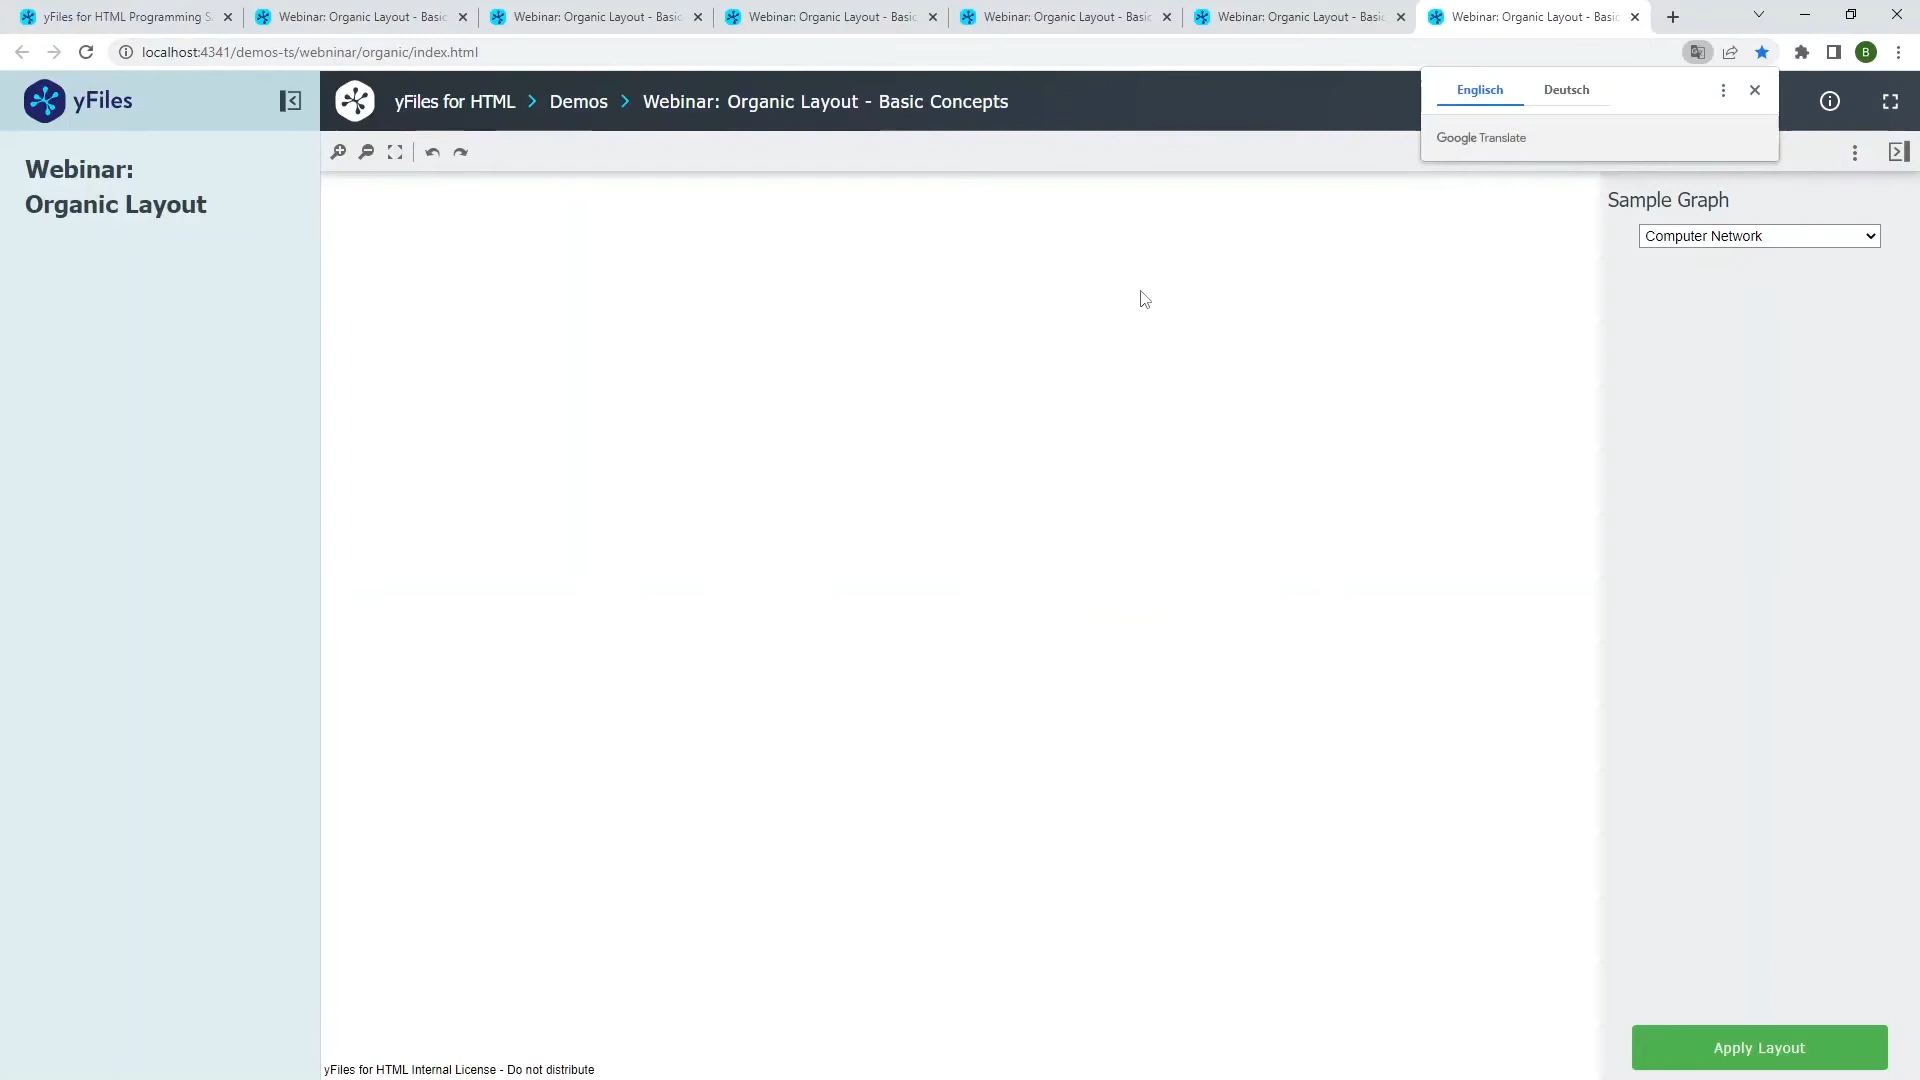 yFiles for HTML Programming S
Webinar: Organic Layout - Basic
Webinar: Organic Layout - Basic
Webinar: Organic Layout - Basic
Webinar: Organic Layout - Basic
Webinar: Organic Layout - Basic
Webinar: Organic Layout - Basic
localhost:4341/demos-ts/webninar/organic/index.html
B
yFiles
yFiles for HTML > Demos > Webinar: Organic Layout - Basic Concepts
Englisch
Deutsch
Google Translate
Webinar:
Organic Layout
Sample Graph
Computer Network
Apply Layout
yFiles for HTML Internal License - Do not distribute